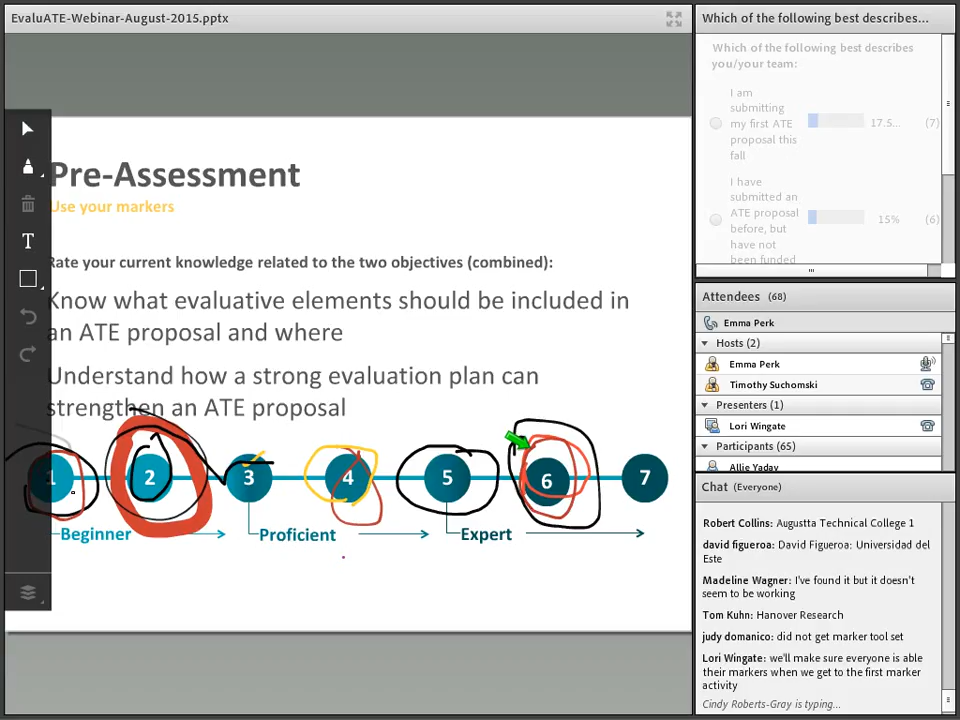 EvaluATE-Webinar-August-2015.pptx
Pre-Assessment
Use your markers
Rate your current knowledge related to the two objectives (combined):
Know what evaluative elements should be included in
an ATE proposal and where
Understand how a strong evaluation plan can
strengthen an ATE proposal
1 2 3 4 5 6 7
Beginner Proficient Expert
T
Which of the following best describes...
Which of the following best describes
you/your team:
I am
submitting
my first ATE
proposal this
fall
17.5... (7)
I have
submitted an
ATE proposal
before, but
have not
been funded
15% (6)
Attendees (68)
Emma Perk
Hosts (2)
Emma Perk
Timothy Suchomski
Presenters (1)
Lori Wingate
Participants (65)
Allie Yaday
Chat (Everyone)
Robert Collins: Augustta Technical College 1
david figueroa: David Figueroa: Universidad del
Este
Madeline Wagner: I've found it but it doesn't
seem to be working
Tom Kuhn: Hanover Research
judy domanico: did not get marker tool set
Lori Wingate: we'll make sure everyone is able
their markers when we get to the first marker
activity
Cindy Roberts-Gray is typing...